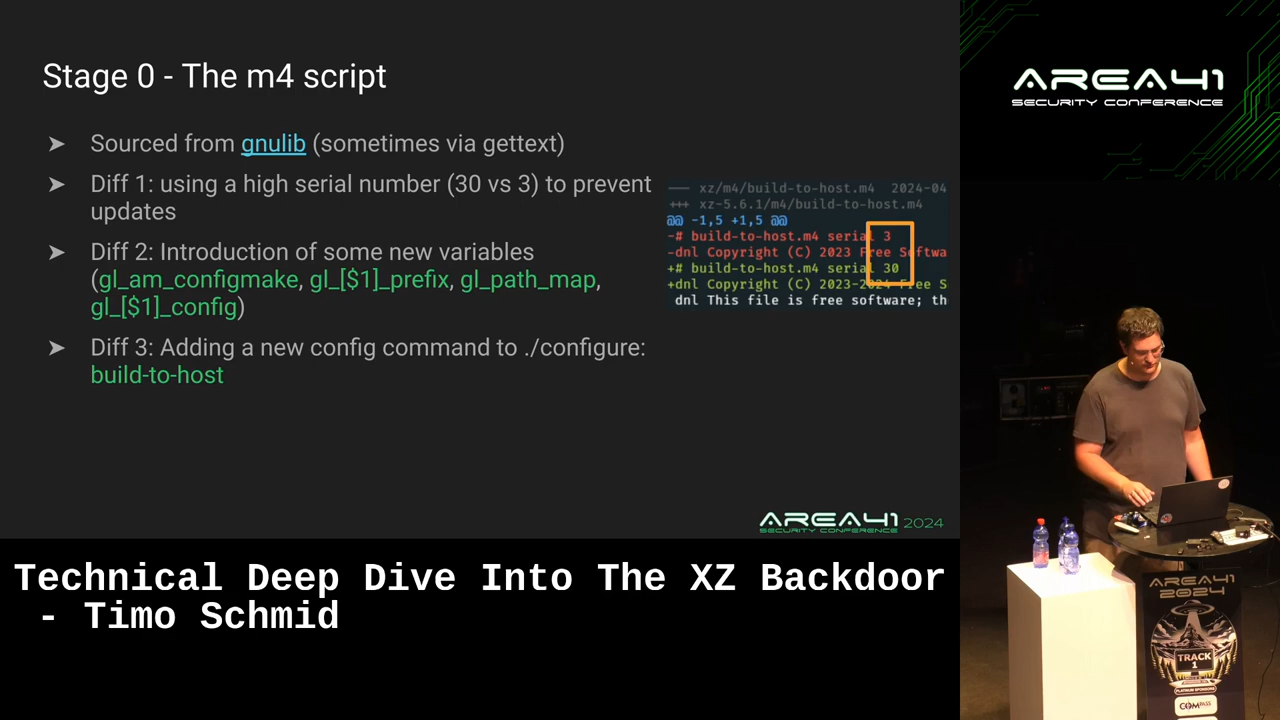 Stage 0 - The m4 script
➤ Sourced from gnulib (sometimes via gettext)
➤ Diff 1: using a high serial number (30 vs 3) to prevent
updates
➤ Diff 2: Introduction of some new variables
(gl_am_configmake, gl_[$1]_prefix, gl_path_map,
gl_[$1]_config)
➤ Diff 3: Adding a new config command to ./configure:
build-to-host
--- xz/m4/build-to-host.m4 2024-04
+++ xz-5.6.1/m4/build-to-host.m4
@@ -1,5 +1,5 @@
-# build-to-host.m4 serial 3
-dnl Copyright (C) 2023 Free Softwa
+# build-to-host.m4 serial 30
+dnl Copyright (C) 2023-2024 Free S
dnl This file is free software; th
AREA41 2024
SECURITY CONFERENCE
Technical Deep Dive Into The XZ Backdoor
- Timo Schmid
AREA41
SECURITY CONFERENCE
AREA41
2024
TRACK
1
PLATINUM SPONSORS
COMPASS